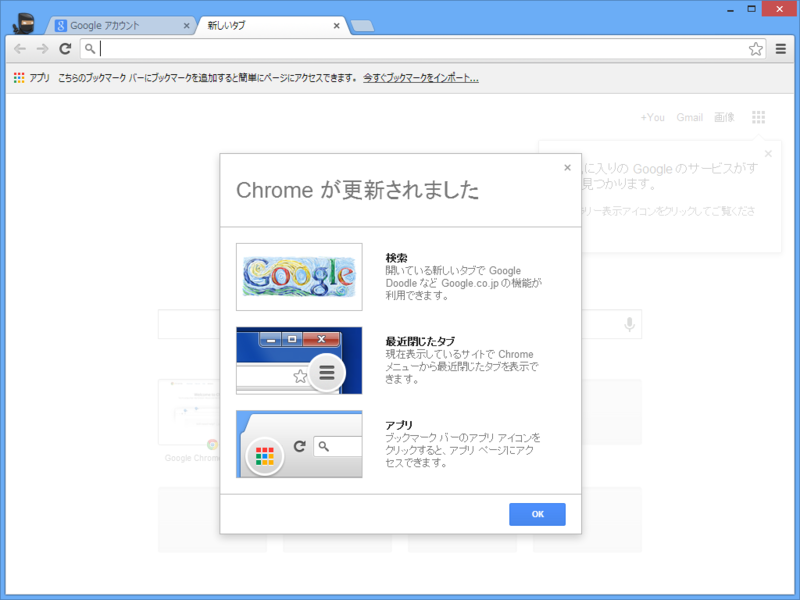 Google アカウント
新しいタブ
アプリ こちらのブックマーク バーにブックマークを追加すると簡単にページにアクセスできます。 今すぐブックマークをインポート...
+You Gmail 画像
に入りの Google のサービスがす
見つかります。
リー表示アイコンをクリックしてご覧くださ
Chrome が更新されました
Google
検索
開いている新しいタブで Google
Doodle など Google.co.jp の機能が
利用できます。
最近閉じたタブ
現在表示しているサイトで Chrome
メニューから最近閉じたタブを表示で
きます。
アプリ
ブックマーク バーのアプリ アイコンを
クリックすると、アプリ ページにアク
セスできます。
Google Chrom
OK